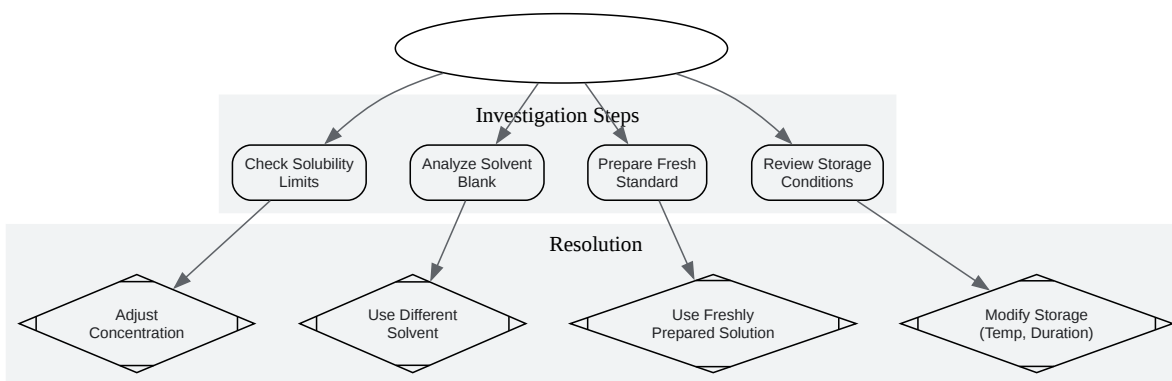 Investigation Steps
Check Solubility
Limits
Analyze Solvent
Blank
Prepare Fresh
Standard
Review Storage
Conditions
Resolution
Adjust
Concentration
Use Different
Solvent
Use Freshly
Prepared Solution
Modify Storage
(Temp, Duration)